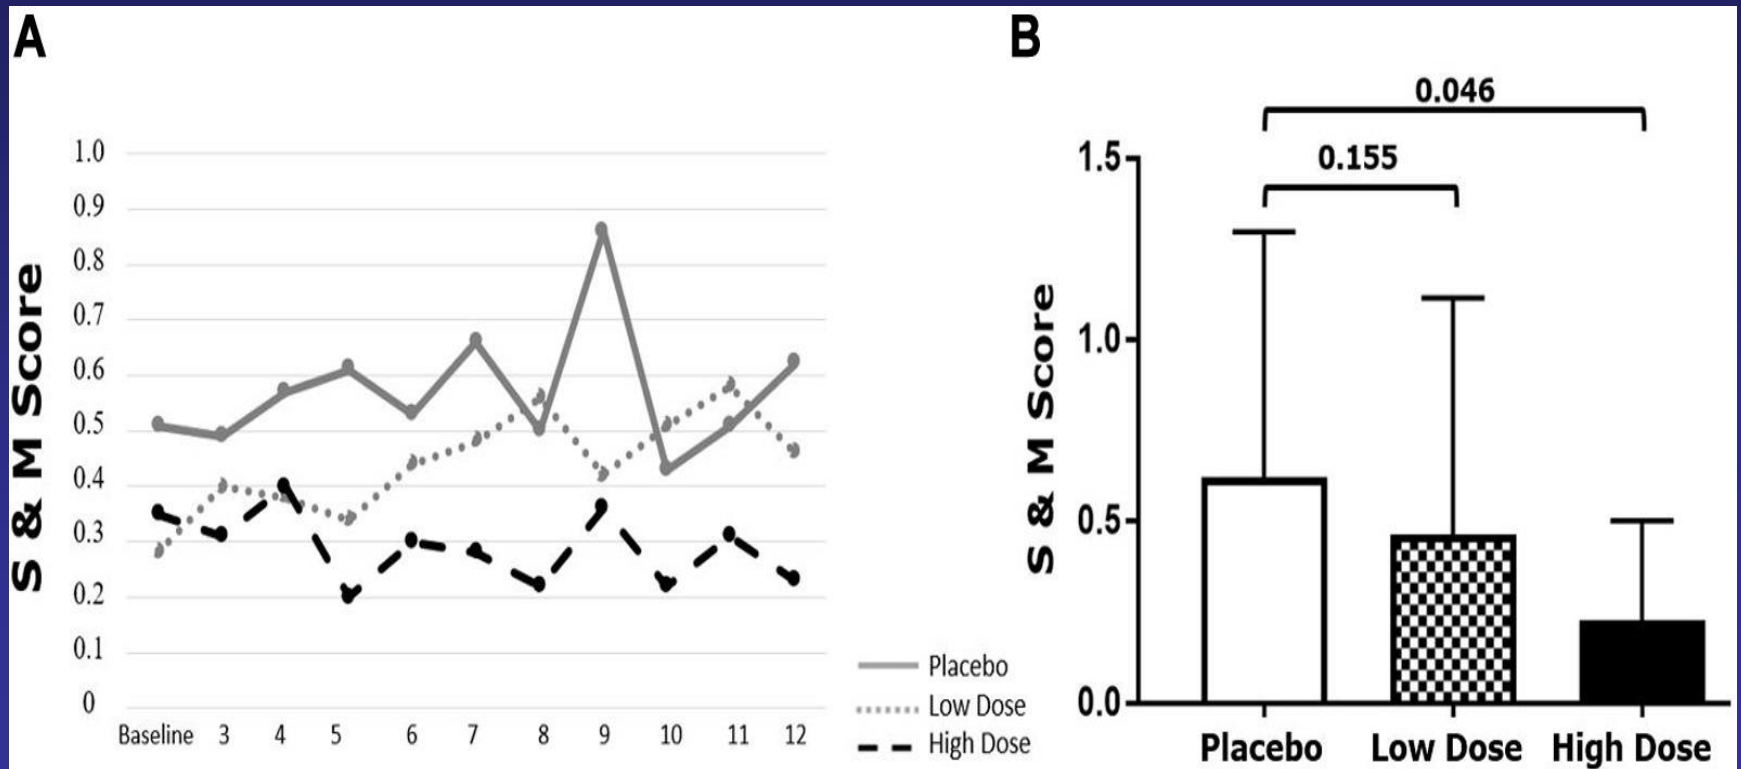 A
1.0
0.9
0.8
0.7
0.6
0.5
0.4
0.3
0.2
0.1
0
S & M Score
Baseline 3 4 5 6 7 8 9 10 11 12
Placebo
Low Dose
High Dose
B
0.046
0.155
1.5
1.0
0.5
0.0
S & M Score
Placebo Low Dose High Dose